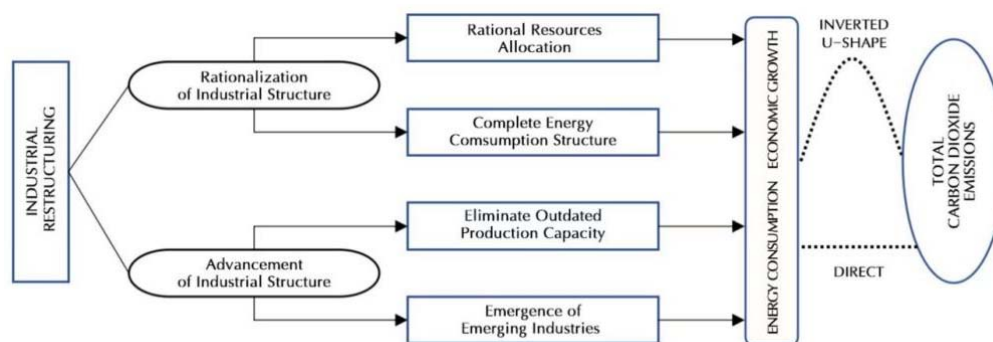 INDUSTRIAL
RESTRUCTURING
Rationalization
of Industrial Structure
Advancement
of Industrial Structure
Rational Resources
Allocation
Complete Energy
Comsumption Structure
Eliminate Outdated
Production Capacity
Emergence of
Emerging Industries
ENERGY CONSUMPTION ECONOMIC GROWTH
INVERTED
U-SHAPE
DIRECT
TOTAL
CARBON DIOXIDE
EMISSIONS